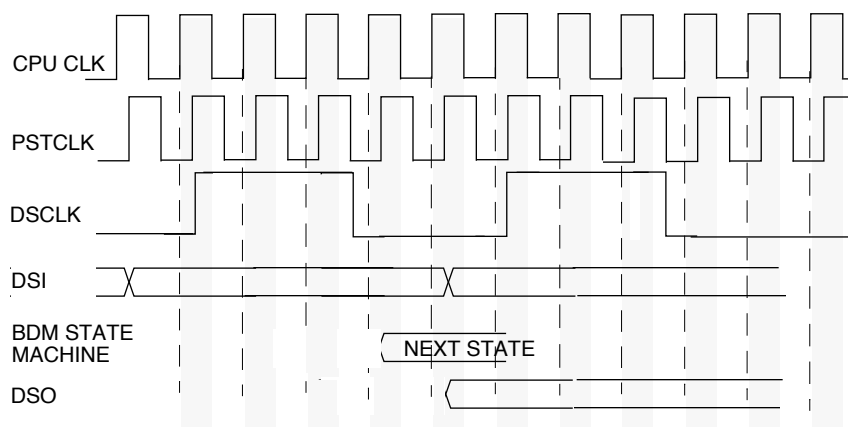 CPU CLK
PSTCLK
DSCLK
DSI
BDM STATE
MACHINE
NEXT STATE
DSO